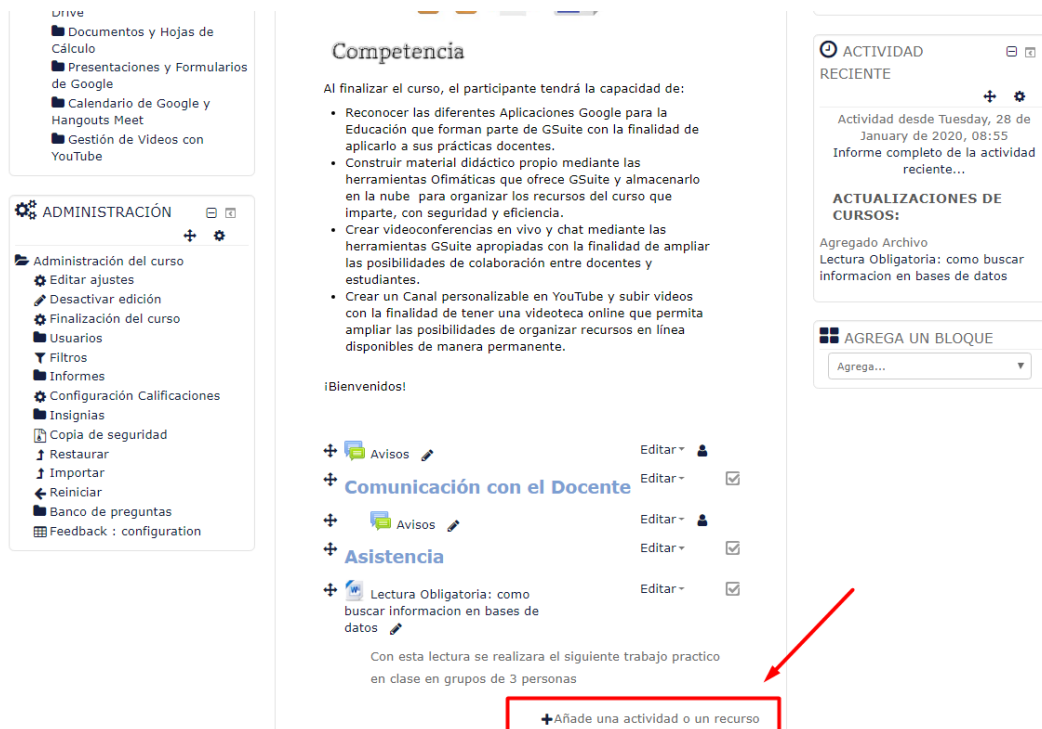 Drive
Documentos y Hojas de
Cálculo
Presentaciones y Formularios
de Google
Calendario de Google y
Hangouts Meet
Gestión de Videos con
YouTube
ADMINISTRACIÓN
Administración del curso
Editar ajustes
Desactivar edición
Finalización del curso
Usuarios
Filtros
Informes
Configuración Calificaciones
Insignias
Copia de seguridad
Restaurar
Importar
Reiniciar
Banco de preguntas
Feedback : configuration
Competencia
Al finalizar el curso, el participante tendrá la capacidad de:
Reconocer las diferentes Aplicaciones Google para la
Educación que forman parte de GSuite con la finalidad de
aplicarlo a sus prácticas docentes.
Construir material didáctico propio mediante las
herramientas Ofimáticas que ofrece GSuite y almacenarlo
en la nube para organizar los recursos del curso que
imparte, con seguridad y eficiencia.
Crear videoconferencias en vivo y chat mediante las
herramientas GSuite apropiadas con la finalidad de ampliar
las posibilidades de colaboración entre docentes y
estudiantes.
Crear un Canal personalizable en YouTube y subir videos
con la finalidad de tener una videoteca online que permita
ampliar las posibilidades de organizar recursos en línea
disponibles de manera permanente.
¡Bienvenidos!
Avisos Editar
Comunicación con el Docente Editar
Avisos Editar
Asistencia Editar
Lectura Obligatoria: como Editar
buscar informacion en bases de
datos
Con esta lectura se realizara el siguiente trabajo practico
en clase en grupos de 3 personas
Añade una actividad o un recurso
ACTIVIDAD
RECIENTE
Actividad desde Tuesday, 28 de
January de 2020, 08:55
Informe completo de la actividad
reciente...
ACTUALIZACIONES DE
CURSOS:
Agregado Archivo
Lectura Obligatoria: como buscar
informacion en bases de datos
AGREGA UN BLOQUE
Agrega...